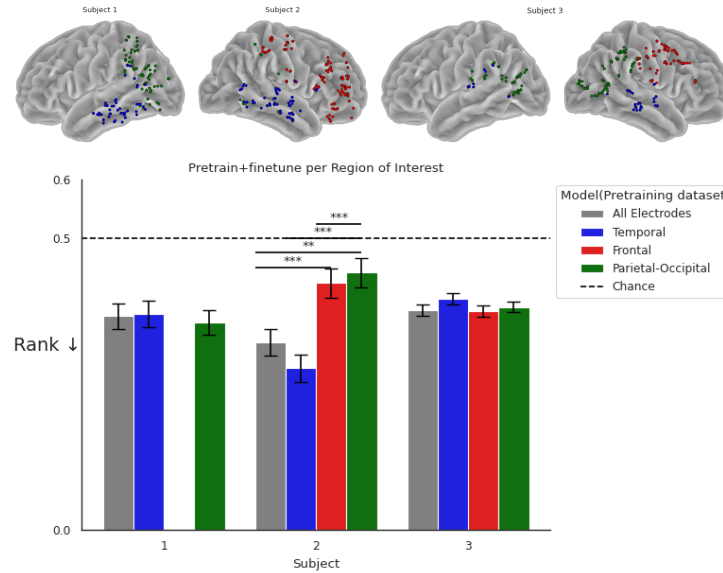 Subject 1
Subject 2
Subject 3
Pretrain+finetune per Region of Interest
0.6
0.5
0.0
Rank ↓
***
***
**
***
1
2
3
Subject
Model(Pretraining dataset
All Electrodes
Temporal
Frontal
Parietal-Occipital
Chance